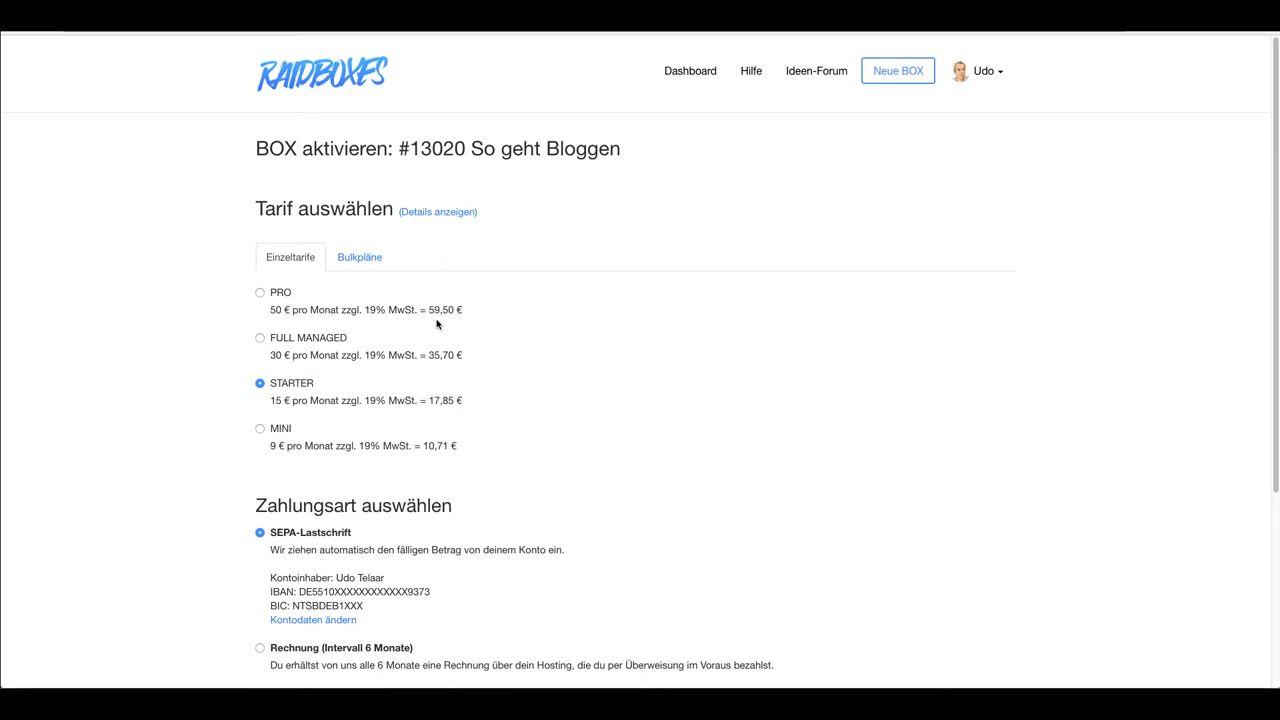 RAIDBOXES
Dashboard Hilfe Ideen-Forum Neue BOX Udo
BOX aktivieren: #13020 So geht Bloggen
Tarif auswählen (Details anzeigen)
Einzeltarife Bulkpläne
PRO
50 € pro Monat zzgl. 19% MwSt. = 59,50 €
FULL MANAGED
30 € pro Monat zzgl. 19% MwSt. = 35,70 €
STARTER
15 € pro Monat zzgl. 19% MwSt. = 17,85 €
MINI
9 € pro Monat zzgl. 19% MwSt. = 10,71 €
Zahlungsart auswählen
SEPA-Lastschrift
Wir ziehen automatisch den fälligen Betrag von deinem Konto ein.
Kontoinhaber: Udo Telaar
IBAN: DE5510XXXXXXXXXXXX9373
BIC: NTSBDEB1XXX
Kontodaten ändern
Rechnung (Intervall 6 Monate)
Du erhältst von uns alle 6 Monate eine Rechnung über dein Hosting, die du per Überweisung im Voraus bezahlst.